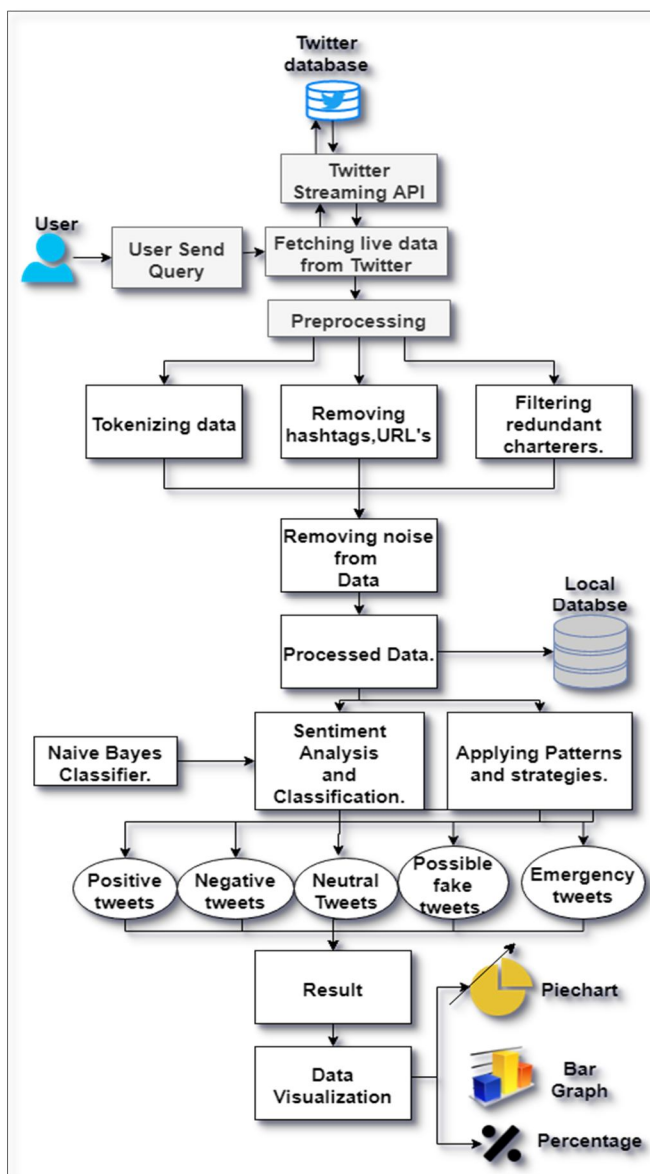 Twitter
database
Twitter
Streaming API
User
User Send
Query
Fetching live data
from Twitter
Preprocessing
Tokenizing data
Removing
hashtags,URL's
Filtering
redundant
charterers.
Removing noise
from
Data
Local
Databse
Processed Data.
Naive Bayes
Classifier.
Sentiment
Analysis
and
Classification.
Applying Patterns
and strategies.
Positive
tweets
Negative
tweets
Neutral
Tweets
Possible
fake
tweets.
Emergency
tweets
Result
Piechart
Data
Visualization
Bar
Graph
%
Percentage